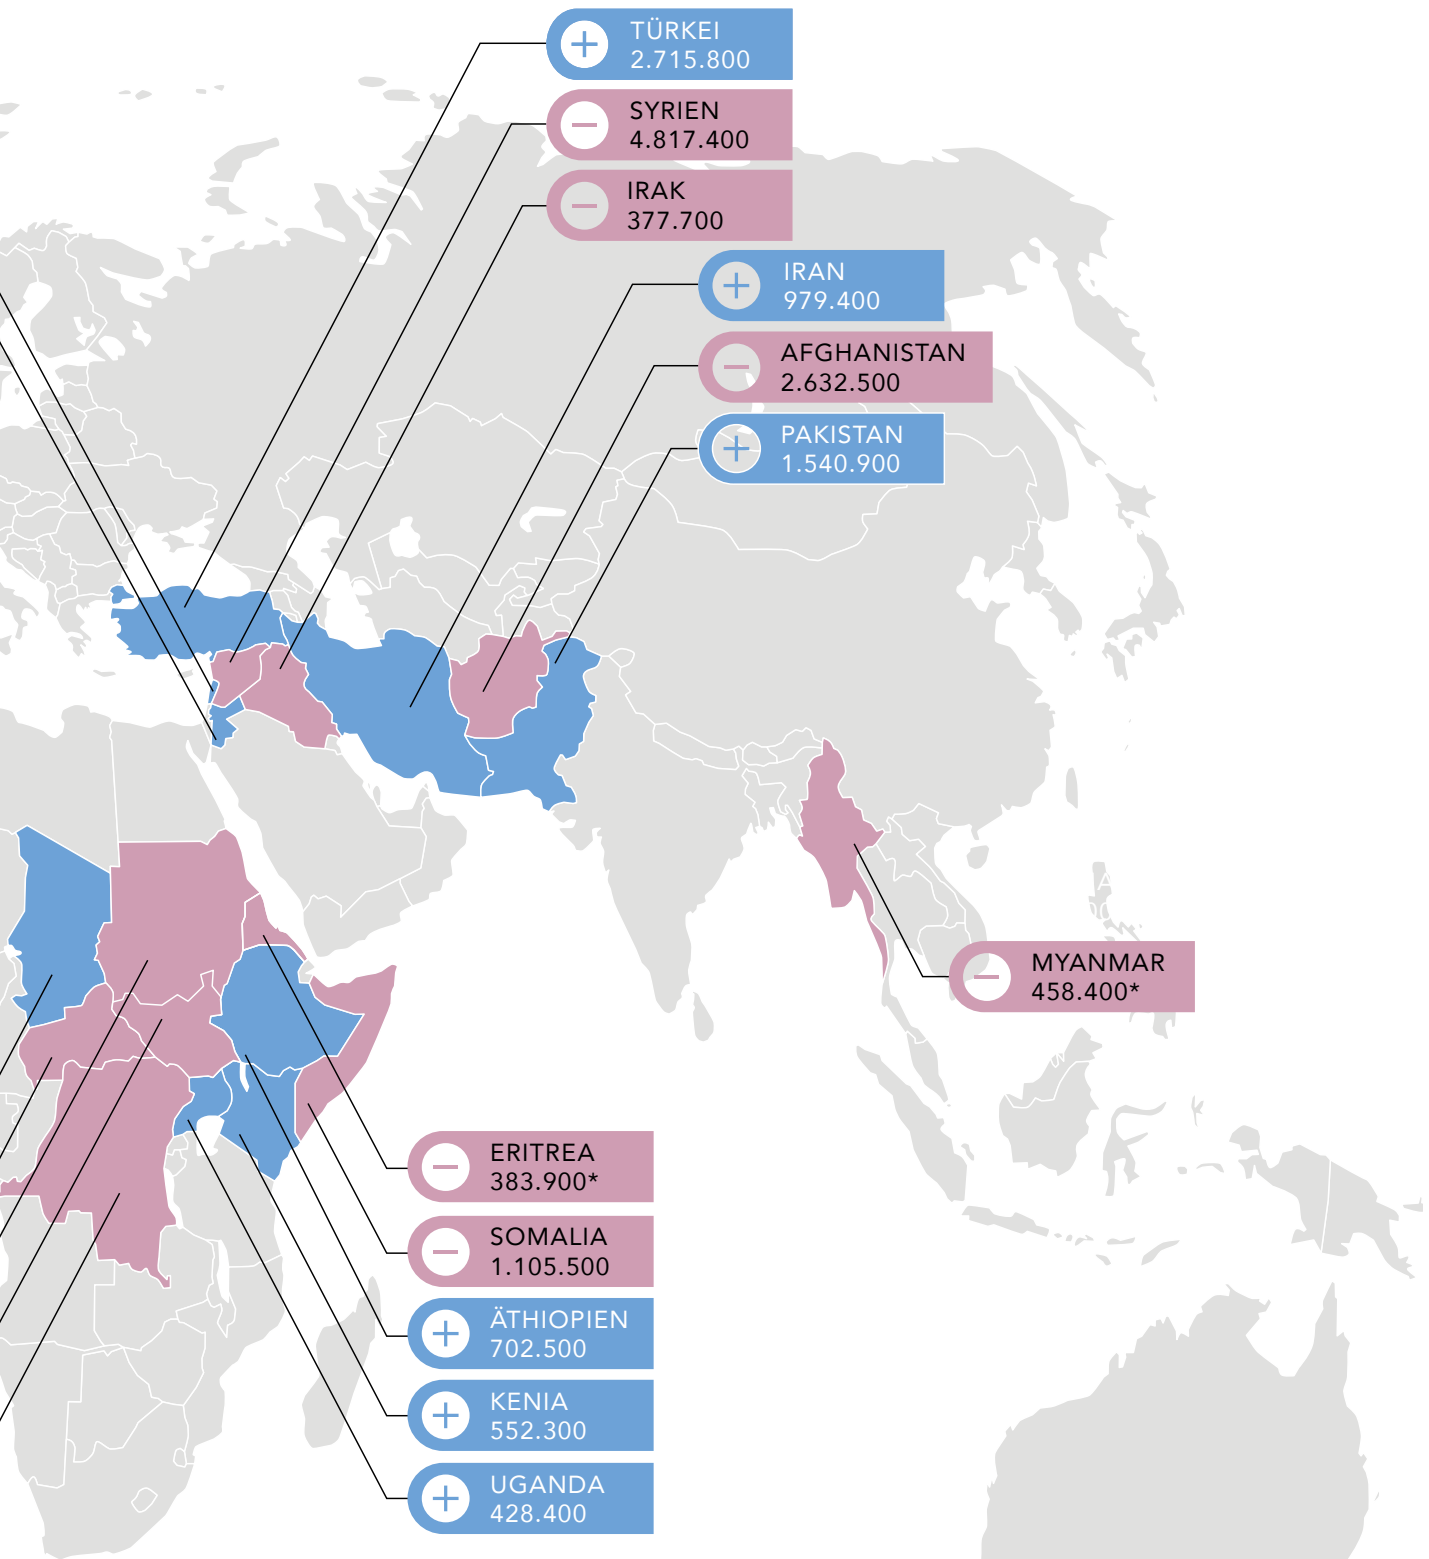 TÜRKEI
2.715.800
SYRIEN
4.817.400
IRAK
377.700
IRAN
979.400
AFGHANISTAN
2.632.500
PAKISTAN
1.540.900
MYANMAR
458.400*
ERITREA
383.900*
SOMALIA
1.105.500
ÄTHIOPIEN
702.500
KENIA
552.300
UGANDA
428.400